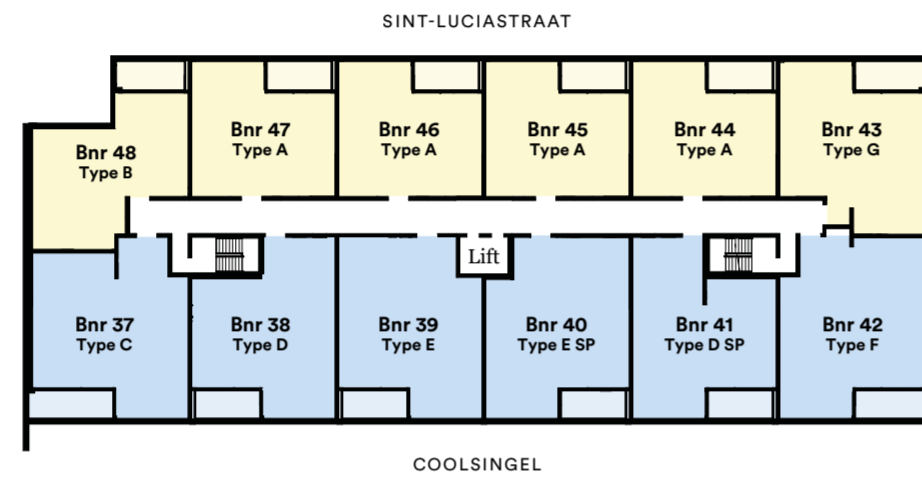 SINT-LUCIASTRAAT
Bnr 48
Type B
Bnr 47
Type A
Bnr 46
Type A
Bnr 45
Type A
Bnr 44
Type A
Bnr 43
Type G
Lift
Bnr 37
Type C
Bnr 38
Type D
Bnr 39
Type E
Bnr 40
Type E SP
Bnr 41
Type D SP
Bnr 42
Type F
COOLSINGEL